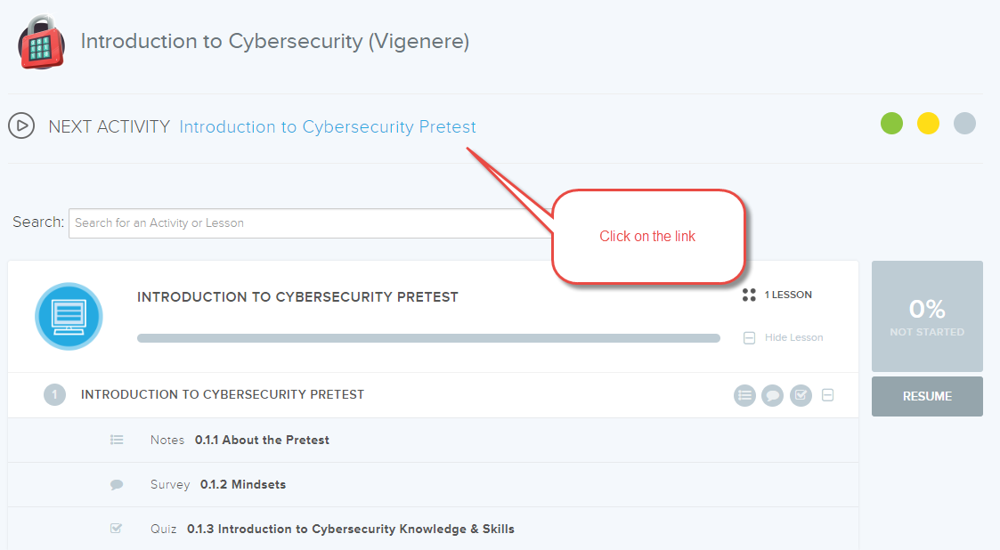 Introduction to Cybersecurity (Vigenere)
NEXT ACTIVITY Introduction to Cybersecurity Pretest
Search: Search for an Activity or Lesson
Click on the link
INTRODUCTION TO CYBERSECURITY PRETEST
1 LESSON
Hide Lesson
0%
NOT STARTED
RESUME
1 INTRODUCTION TO CYBERSECURITY PRETEST
Notes 0.1.1 About the Pretest
Survey 0.1.2 Mindsets
Quiz 0.1.3 Introduction to Cybersecurity Knowledge & Skills